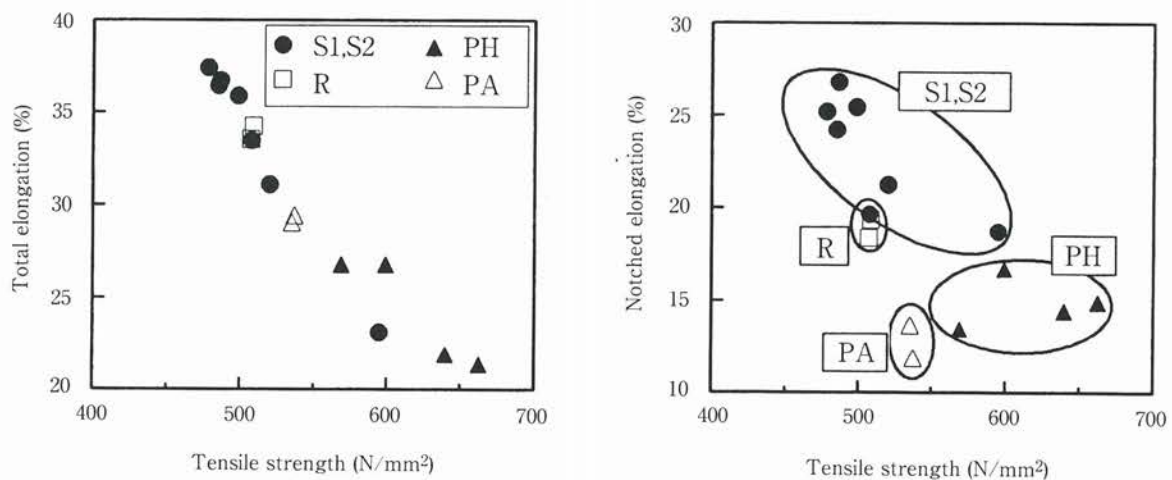 Total elongation (%)
40
35
30
25
20
400
500
600
700
Tensile strength (N/mm²)
S1,S2
PH
R
PA
Notched elongation (%)
30
25
20
15
10
400
500
600
700
Tensile strength (N/mm²)
S1,S2
R
PH
PA